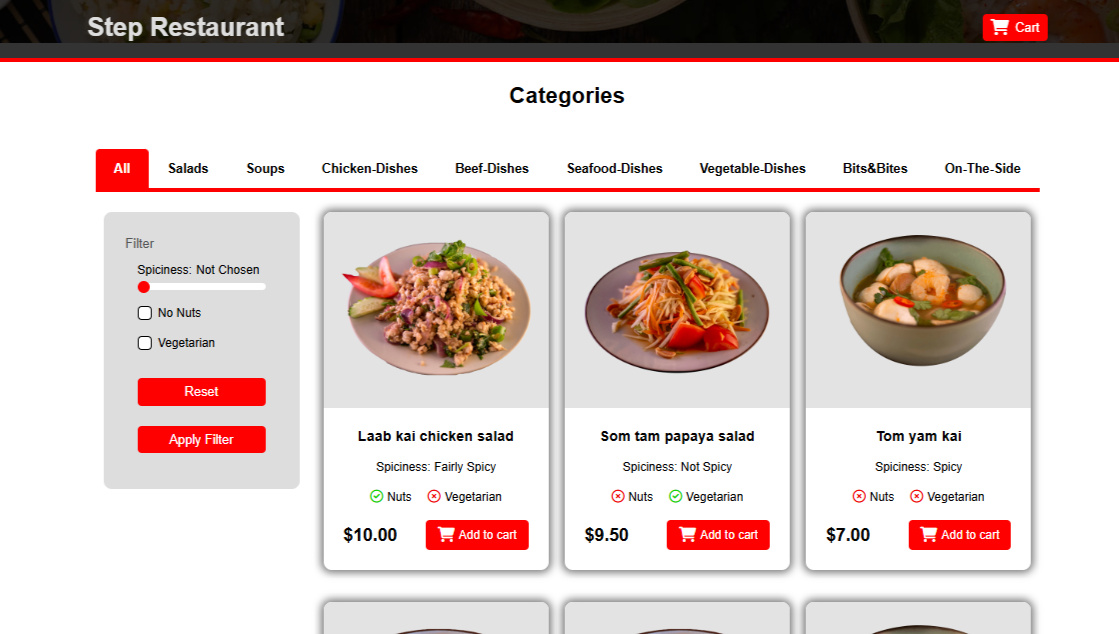 Step Restaurant
Cart
Categories
All Salads Soups Chicken-Dishes Beef-Dishes Seafood-Dishes Vegetable-Dishes Bits&Bites On-The-Side
Filter
Spiciness: Not Chosen
No Nuts
Vegetarian
Reset
Apply Filter
Laab kai chicken salad
Spiciness: Fairly Spicy
Nuts Vegetarian
$10.00 Add to cart
Som tam papaya salad
Spiciness: Not Spicy
Nuts Vegetarian
$9.50 Add to cart
Tom yam kai
Spiciness: Spicy
Nuts Vegetarian
$7.00 Add to cart